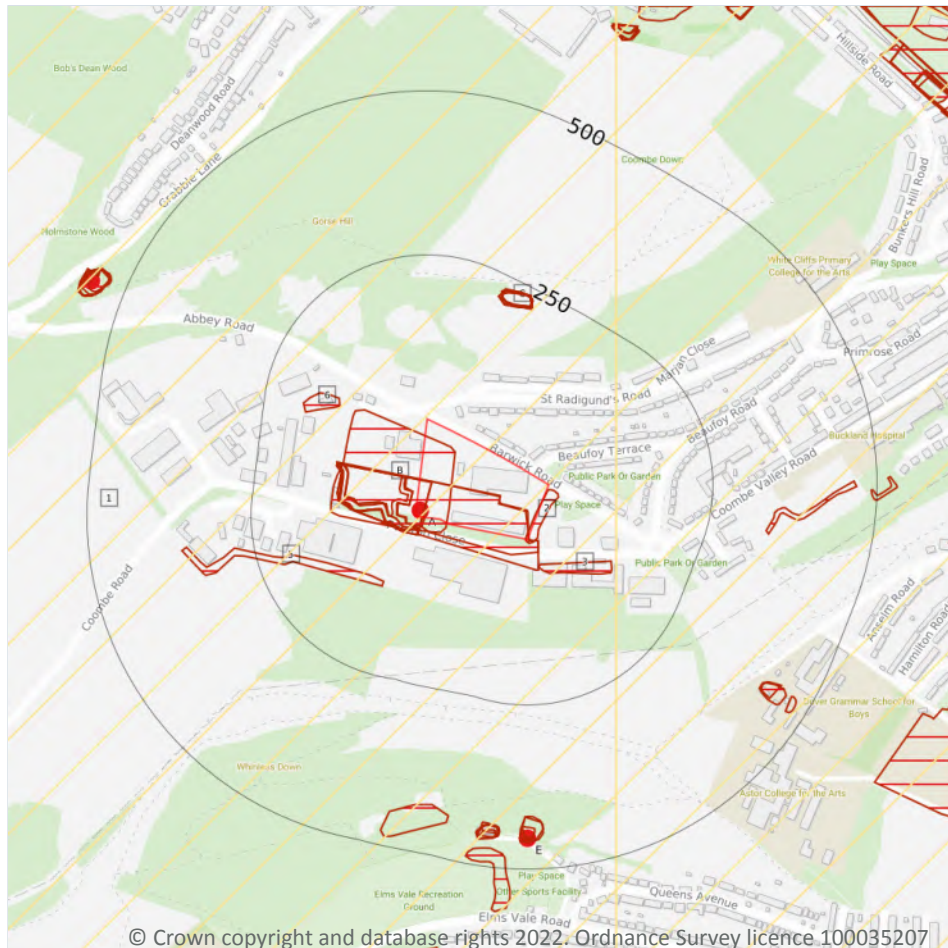 Bob's Dean Wood
Deanwood Road
Hillside Road
500
Coombe Down
Crabble Lane
Bunkers Hill Road
Gorse Hill
Holmstone Wood
White Cliffs Primary
College for the Arts
Play Space
250
Abbey Road
Marjan Close
Primrose Road
6
St Radigund's Road
Beaufoy Road
Buckland Hospital
Barwick Road
Beaufoy Terrace
B
Public Park Or Garden
Coombe Valley Road
1
2
Play Space
A
3
Public Park Or Garden
Coombe Road
Anselm Road
Hamilton Road
Dover Grammar School for
Boys
Whinless Down
Astor College for the Arts
E
Play Space
Elms Vale Recreation
Ground
Other Sports Facility
Queens Avenue
Elms Vale Road
© Crown copyright and database rights 2022. Ordnance Survey licence 100035207